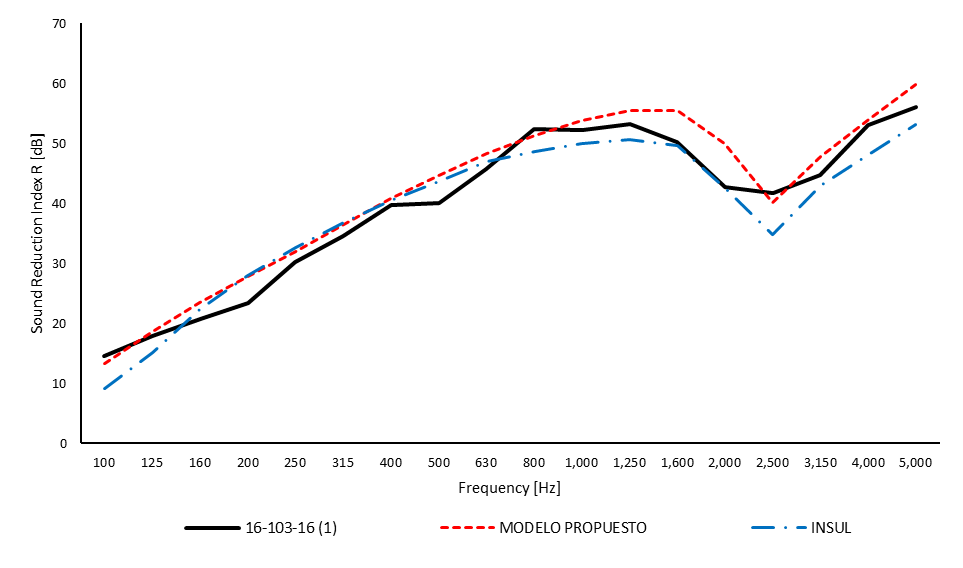 70
60
50
40
30
20
10
0
Sound Reduction Index R [dB]
100 125 160 200 250 315 400 500 630 800 1,000 1,250 1,600 2,000 2,500 3,150 4,000 5,000
Frequency [Hz]
16-103-16 (1) MODELO PROPUESTO INSUL